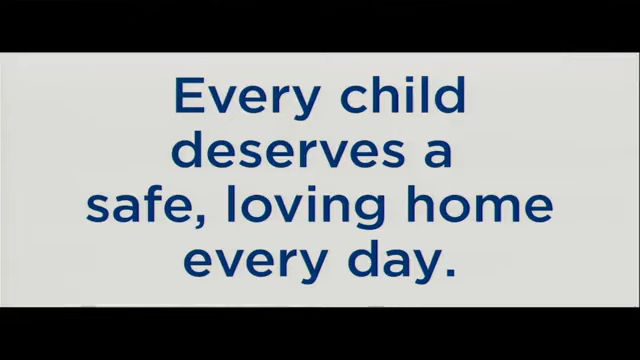 Every child
deserves a
safe, loving home
every day.